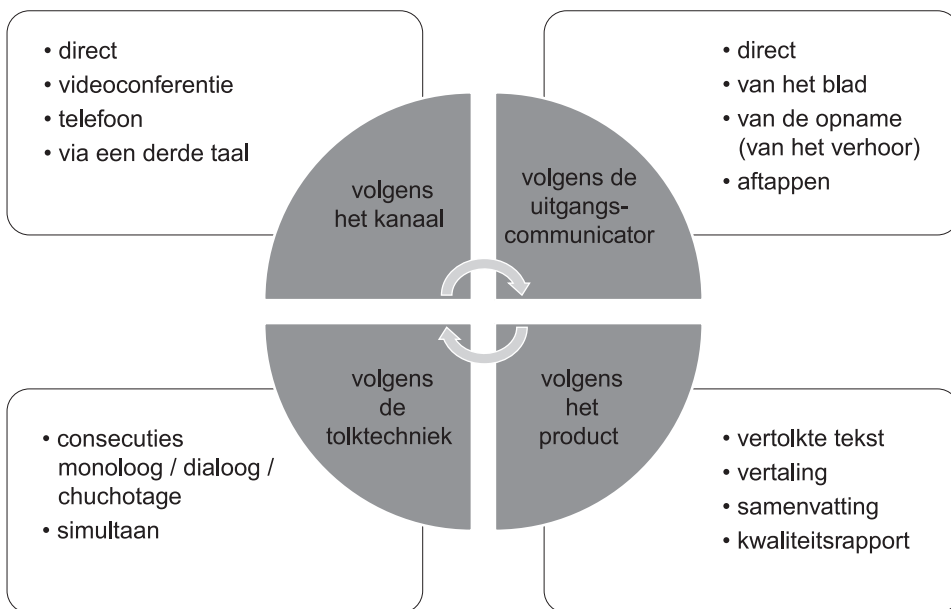 • direct
• videoconferentie
• telefoon
• via een derde taal
volgens
het kanaal
• direct
• van het blad
• van de opname
(van het verhoor)
• aftappen
volgens de
uitgangs-
communicator
• consecuties
monoloog / dialoog /
chuchotage
• simultaan
volgens
de
tolktechniek
volgens
het
product
• vertolkte tekst
• vertaling
• samenvatting
• kwaliteitsrapport